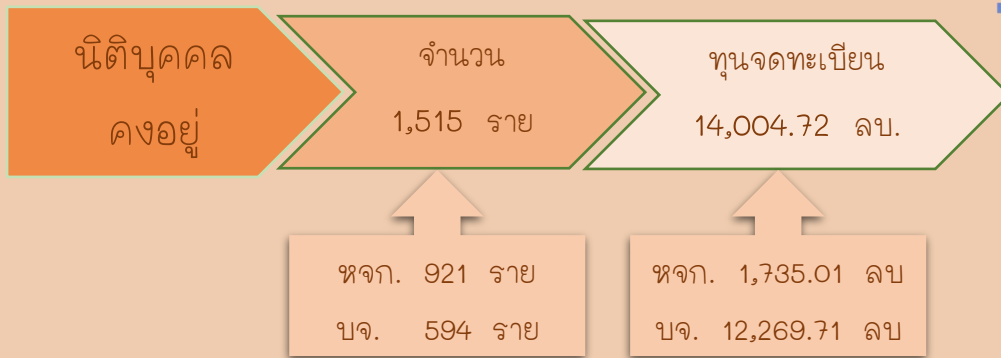 นิติบุคคล
คงอยู่
จำนวน
1,515 ราย
ทุนจดทะเบียน
14,004.72 ลบ.
หจก. 921 ราย
บจ. 594 ราย
หจก. 1,735.01 ลบ
บจ. 12,269.71 ลบ